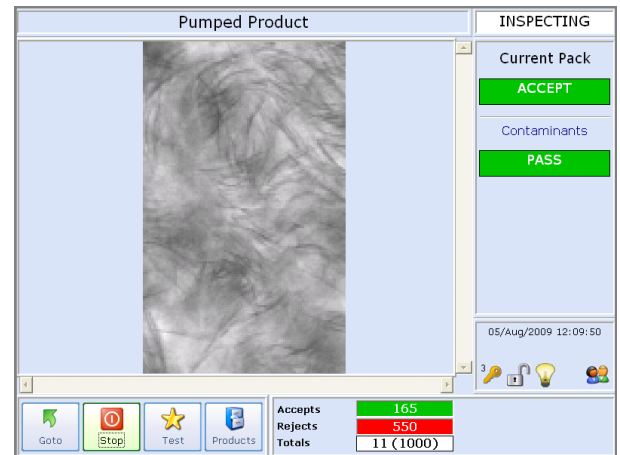 Pumped Product
INSPECTING
Current Pack
ACCEPT
Contaminants
PASS
05/Aug/2009 12:09:50
3
Goto
Stop
Test
Products
Accepts 165
Rejects 550
Totals 11 (1000)